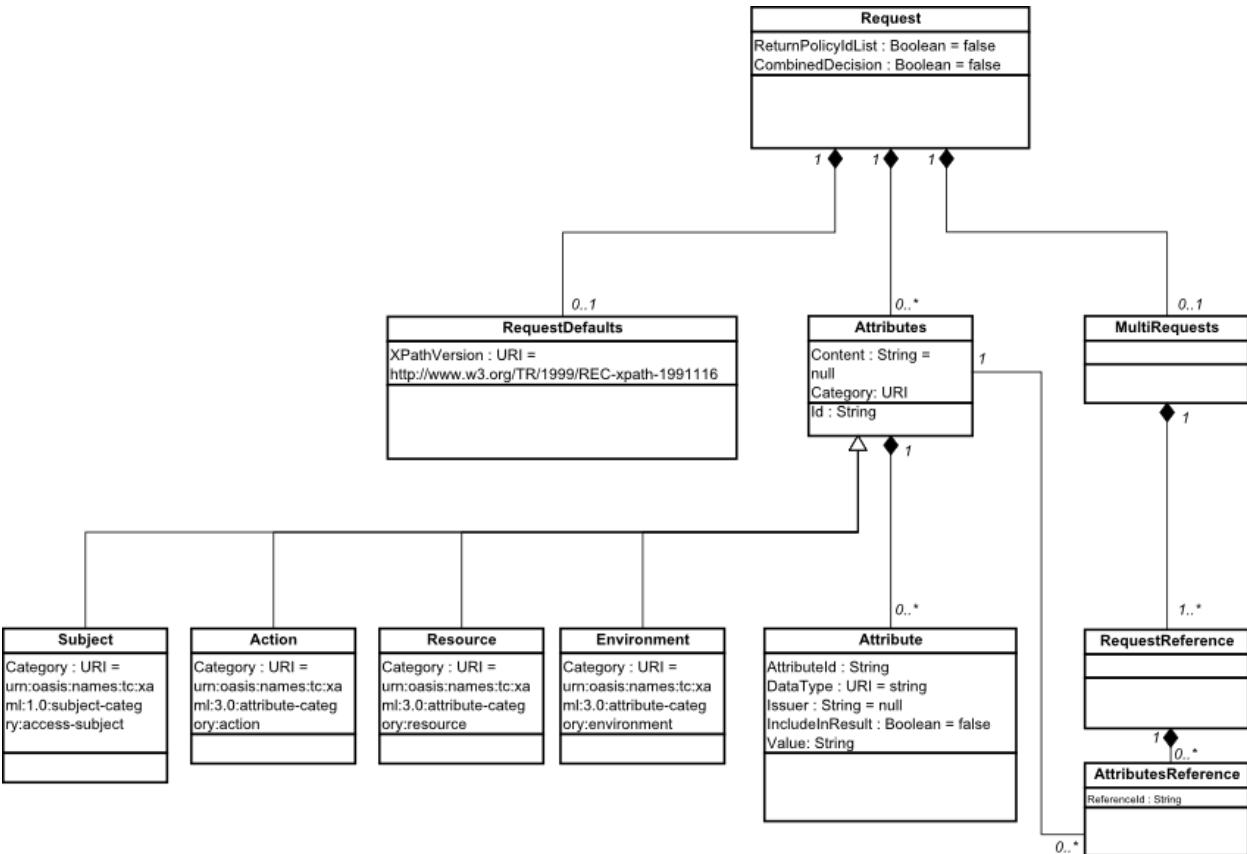 Request
ReturnPolicyIdList : Boolean = false
CombinedDecision : Boolean = false
1
1
1
0..1
0..*
0..1
RequestDefaults
XPathVersion : URI =
http://www.w3.org/TR/1999/REC-xpath-1991116
Attributes
Content : String =
null
Category: URI
Id : String
1
1
MultiRequests
1
0..*
1..*
Subject
Category : URI =
urn:oasis:names:tc:xa
ml:1.0:subject-categ
ry:access-subject
Action
Category : URI =
urn:oasis:names:tc:xa
ml:3.0:attribute-categ
ory:action
Resource
Category : URI =
urn:oasis:names:tc:xa
ml:3.0:attribute-categ
ory:resource
Environment
Category : URI =
urn:oasis:names:tc:xa
ml:3.0:attribute-categ
ory:environment
Attribute
AttributeId : String
DataType : URI = string
Issuer : String = null
IncludeInResult : Boolean = false
Value: String
RequestReference
1
0..*
AttributesReference
ReferenceId : String
0..*